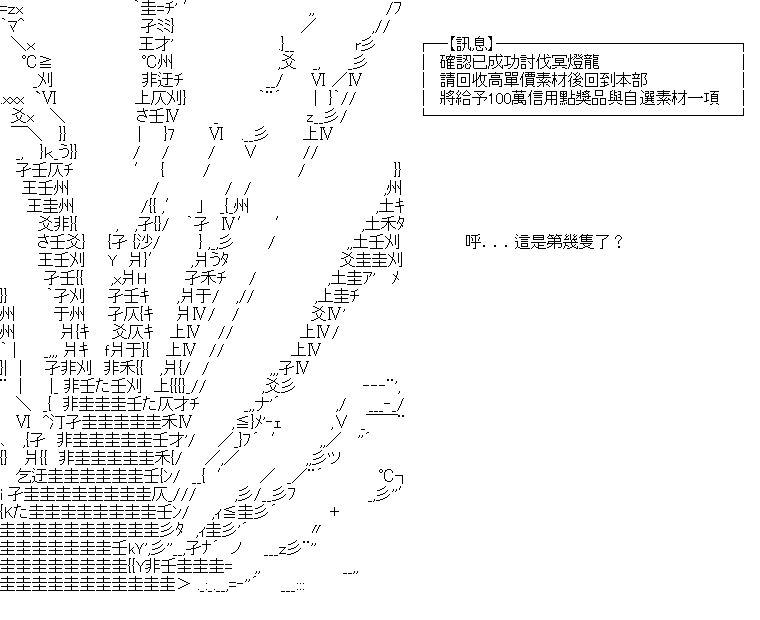 【訊息】
確認已成功討伐冥燈龍
請回收高單價素材後回到本部
將給予100萬信用點獎品與自選素材一項
呼...這是第幾隻了?